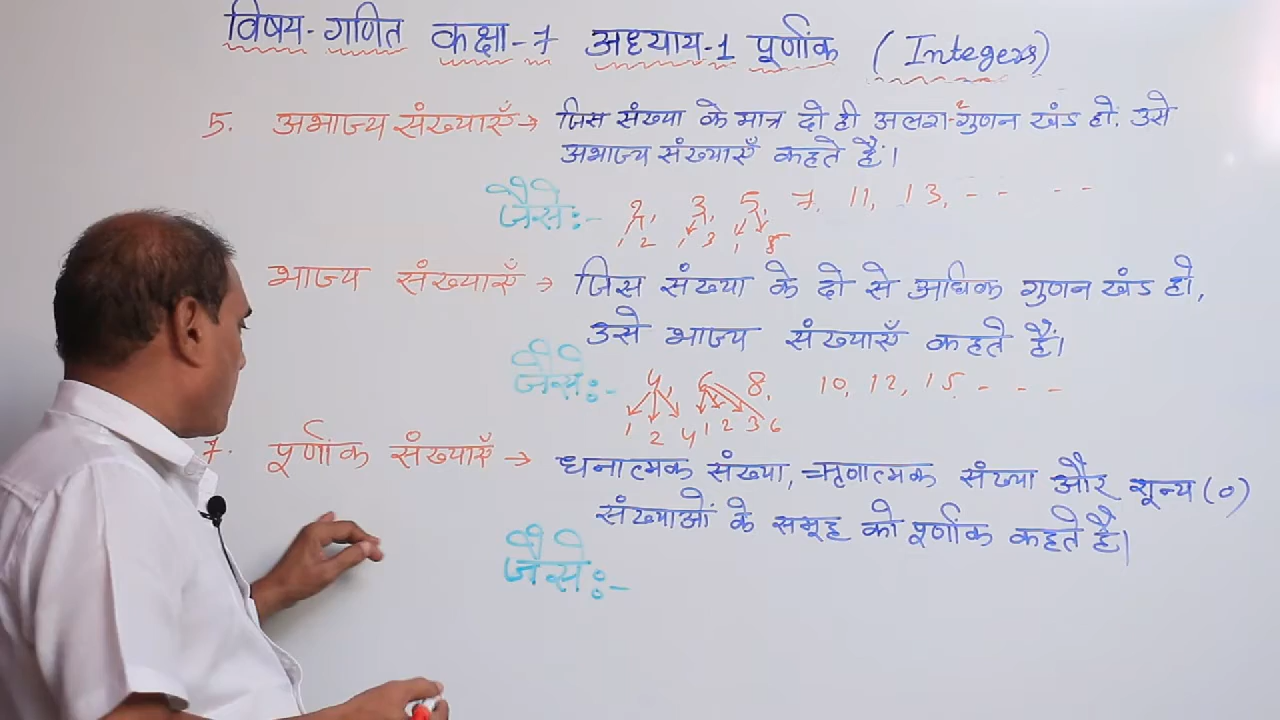 विषय-गणित कक्षा-7 अध्याय-1 पूर्णांक (Integers)
5. अभाज्य संख्याएँ → जिस संख्या के मात्र दो ही अलग-गुणन खंड हो, उसे
अभाज्य संख्याएँ कहते हैं।
जैसे:- 2, 3, 5, 7, 11, 13, - - - -
1 2 1 3 1 5
भाज्य संख्याएँ → जिस संख्या के दो से अधिक गुणन खंड हो,
उसे भाज्य संख्याएँ कहते हैं।
जैसे:- 4, 6, 8, 10, 12, 15, - - -
1 2 4 1 2 3 6
7. पूर्णांक संख्याएँ → धनात्मक संख्या, ऋणात्मक संख्या और शून्य (0)
संख्याओं के समूह को पूर्णांक कहते है।
जैसे:-